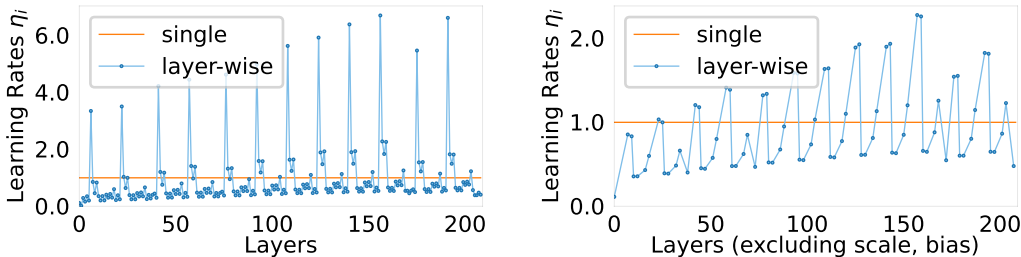 Learning Rates ηi
6.0
4.0
2.0
0.0
single
layer-wise
0
50
100
150
200
Layers
Learning Rates ηi
2.0
1.0
0.0
single
layer-wise
0
50
100
150
200
Layers (excluding scale, bias)